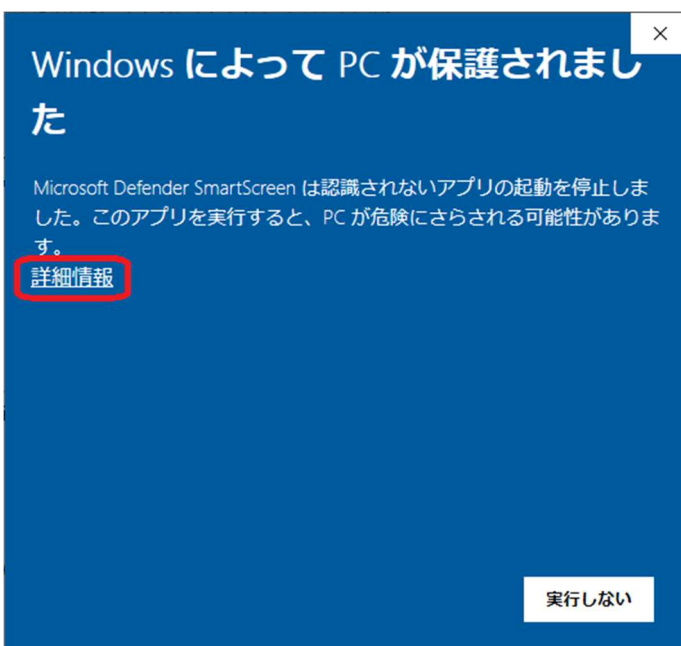 Windows によって PC が保護されまし
た
Microsoft Defender SmartScreen は認識されないアプリの起動を停止しま
した。このアプリを実行すると、PC が危険にさらされる可能性がありま
す。
詳細情報
実行しない